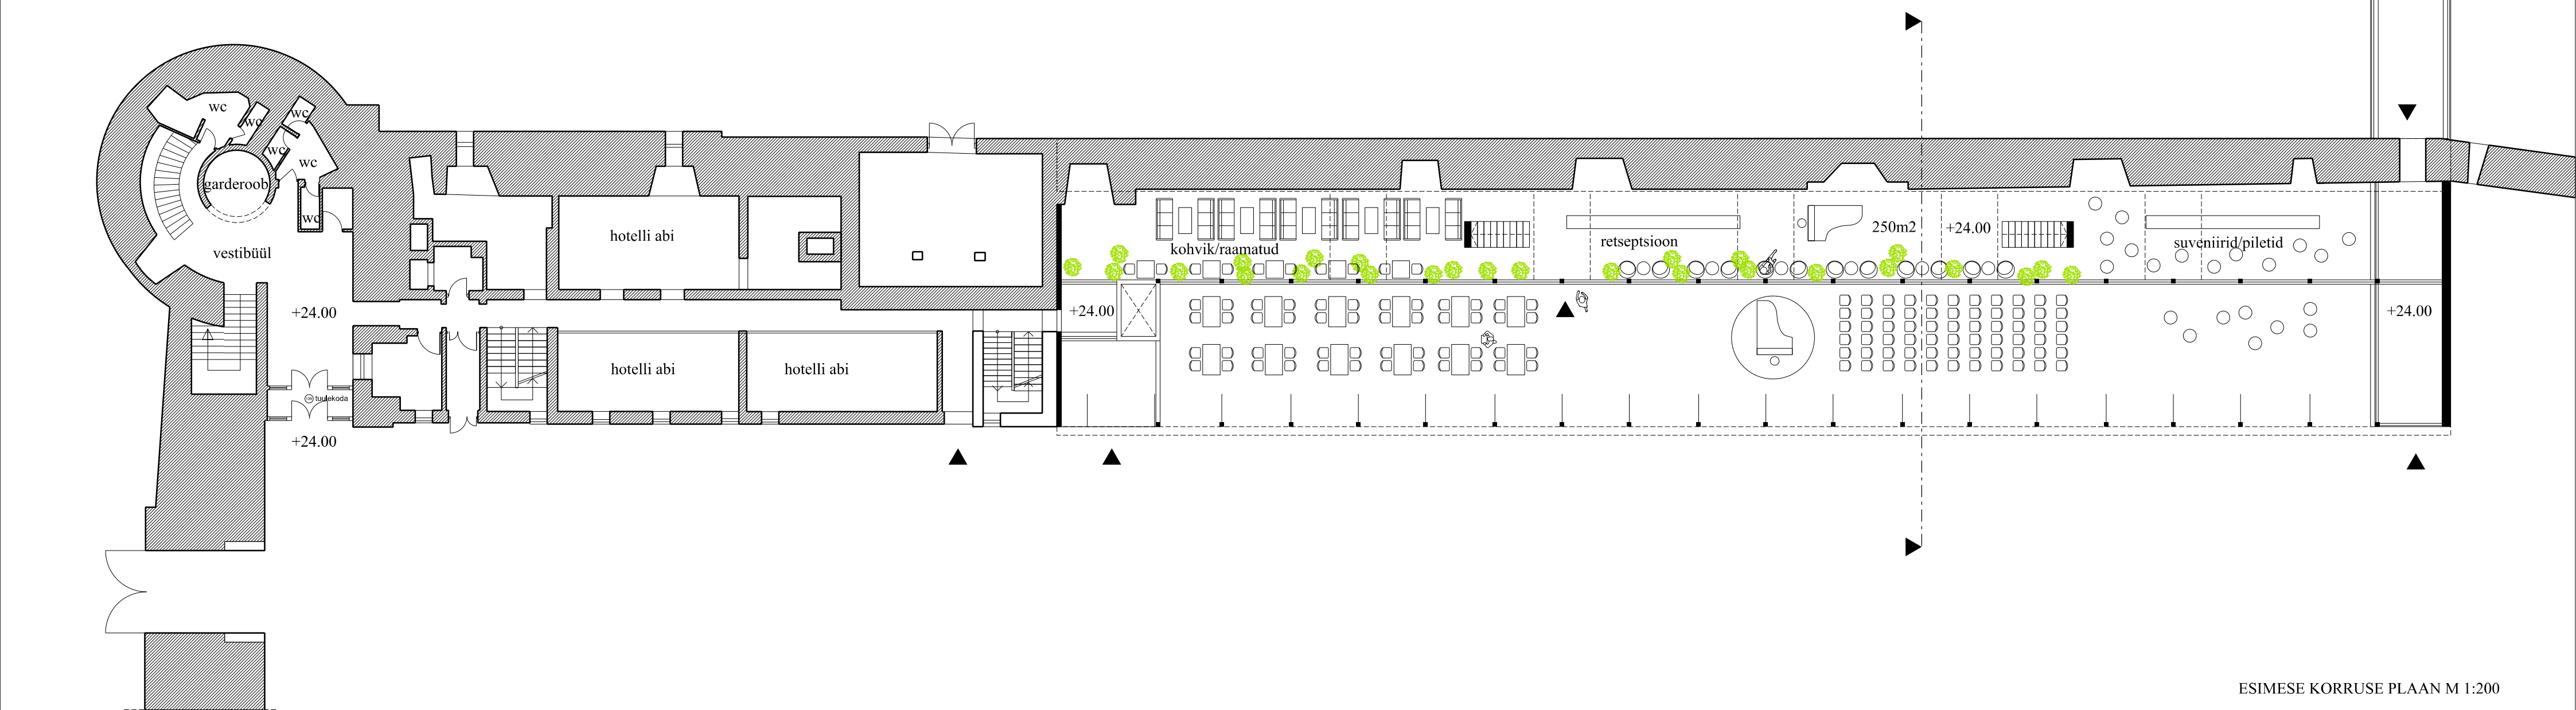 wc
wc
wc
wc
wc
garderoob
wc
vestibüül
+24.00
tuulekoda
+24.00
hotelli abi
hotelli abi
hotelli abi
+24.00
kohvik/raamatud
retseptsioon
250m2
+24.00
suveniirid/piletid
+24.00
ESIMESE KORRUSE PLAAN M 1:200